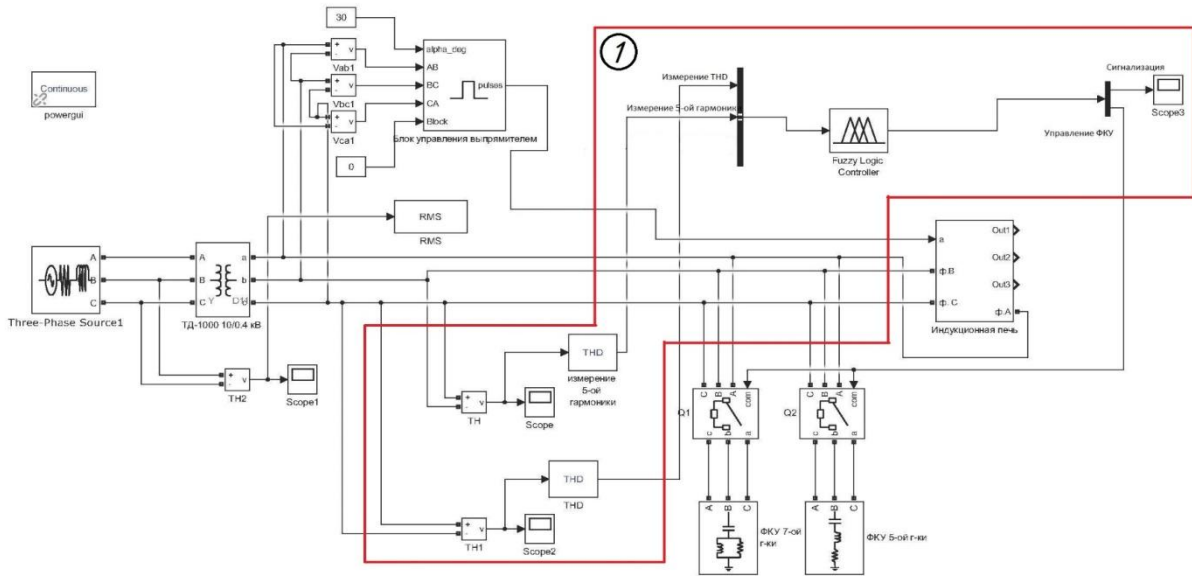 30
Continuous
powergui
+
-
v
Vab1
+
-
v
Vbc1
+
-
v
Vca1
0
alpha_deg
AB
BC
CA
Block
pulses
Блок управления выпрямителем
1
Измерение THD
Измерение 5-ой гармоник
Fuzzy Logic
Controller
Сигнализация
Scope3
Управление ФКУ
RMS
RMS
A
B
C
Three-Phase Source1
A
B
C
Y
a
b
ТД-1000 10/0.4 кВ
+
-
v
TH2
Scope1
+
-
v
TH
Scope
THD
измерение
5-ой
гармоники
+
-
v
TH1
Scope2
THD
THD
a
ф.В
ф. С
Out1
Out2
Out3
ф.А
Индукционная печь
C
B
A
com
Q1
c
b
a
C
B
A
com
Q2
c
b
a
A
B
C
ФКУ 7-ой
г-ки
A
B
C
ФКУ 5-ой г-ки